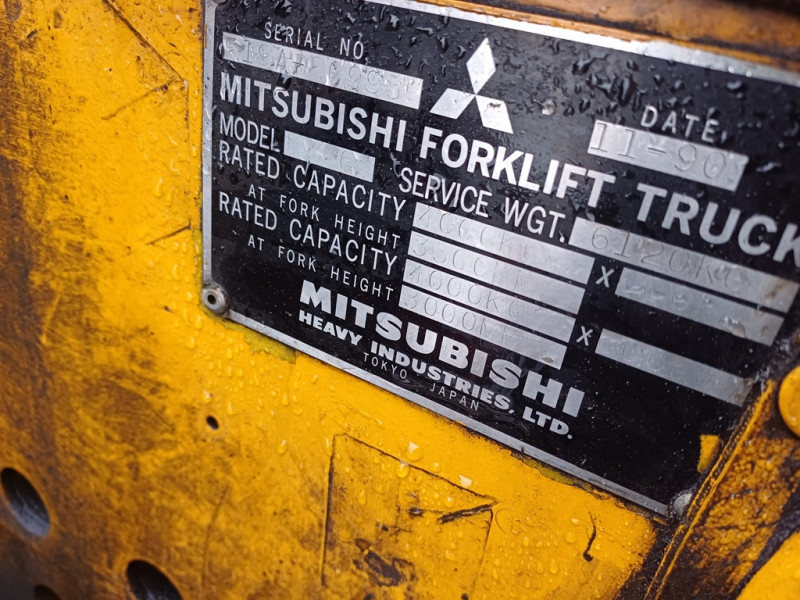 SERIAL NO.
DATE
11-90
MITSUBISHI FORKLIFT TRUCK
MODEL
SERVICE WGT. 6120KG
RATED CAPACITY X
AT FORK HEIGHT
RATED CAPACITY 4000KG X
AT FORK HEIGHT 3000MM
MITSUBISHI
HEAVY INDUSTRIES, LTD.
TOKYO JAPAN